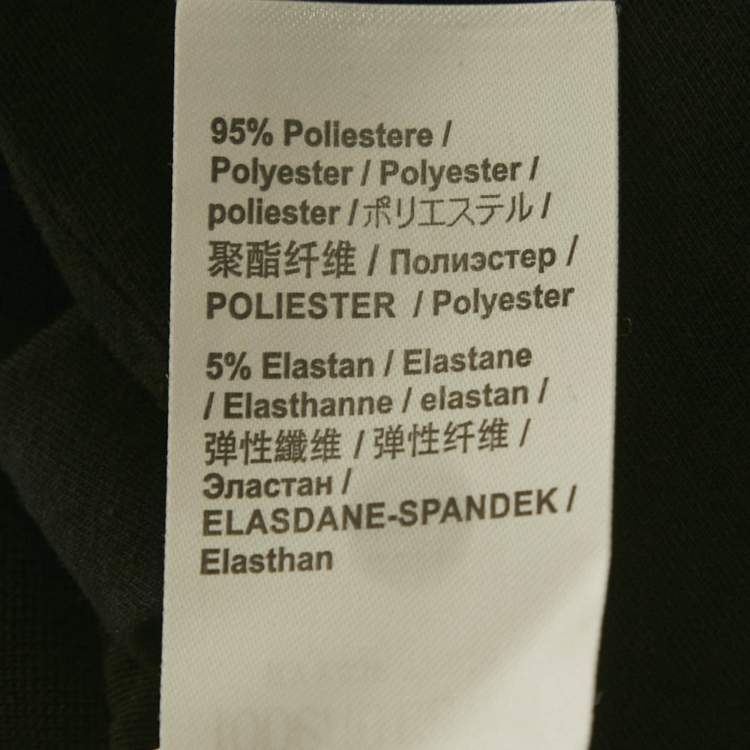 95% Poliestere /
Polyester / Polyester /
poliester / ポリエステル /
聚酯纤维 / Полиэстер /
POLIESTER / Polyester
5% Elastan / Elastane
/ Elasthanne / elastan /
弹性纖维 / 弹性纤维 /
Эластан /
ELASDANE-SPANDEK /
Elasthan